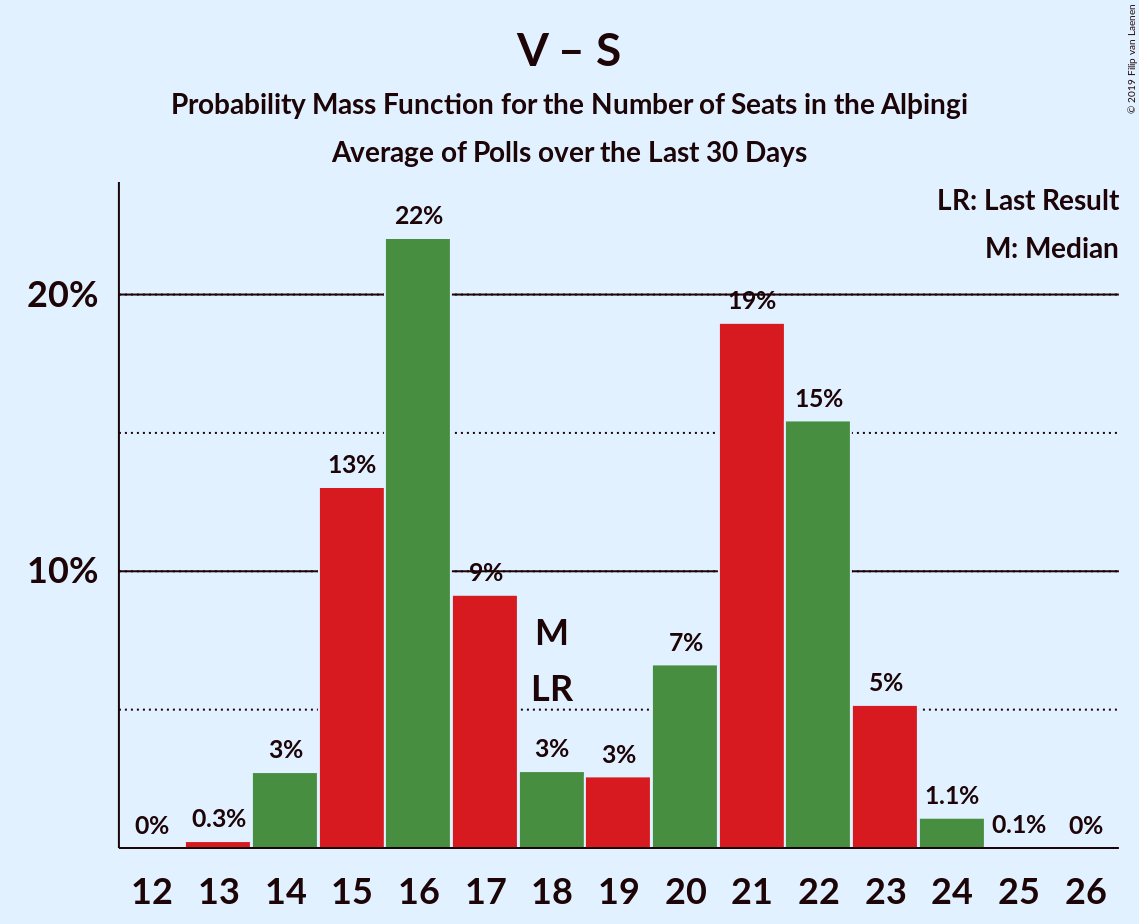 V – S
Probability Mass Function for the Number of Seats in the Alþingi
Average of Polls over the Last 30 Days
© 2019 Filip van Laenen
LR: Last Result
M: Median
20%
10%
0%
0.3%
3%
13%
22%
9%
M
LR
3%
3%
7%
19%
15%
5%
1.1%
0.1%
0%
12 13 14 15 16 17 18 19 20 21 22 23 24 25 26